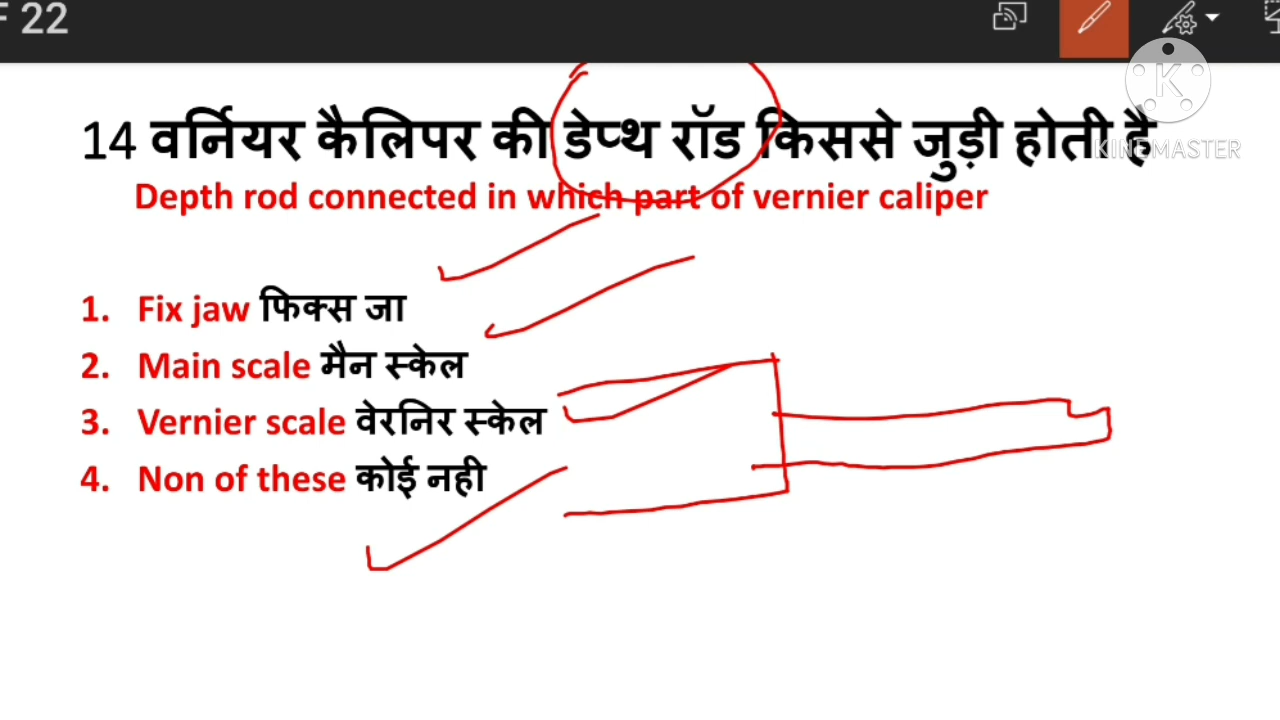 F 22
14 वर्नियर कैलिपर की डेप्थ रॉड किससे जुड़ी होती है
KINEMASTER
Depth rod connected in which part of vernier caliper
1. Fix jaw फिक्स जा
2. Main scale मैन स्केल
3. Vernier scale वेरनिर स्केल
4. Non of these कोई नही